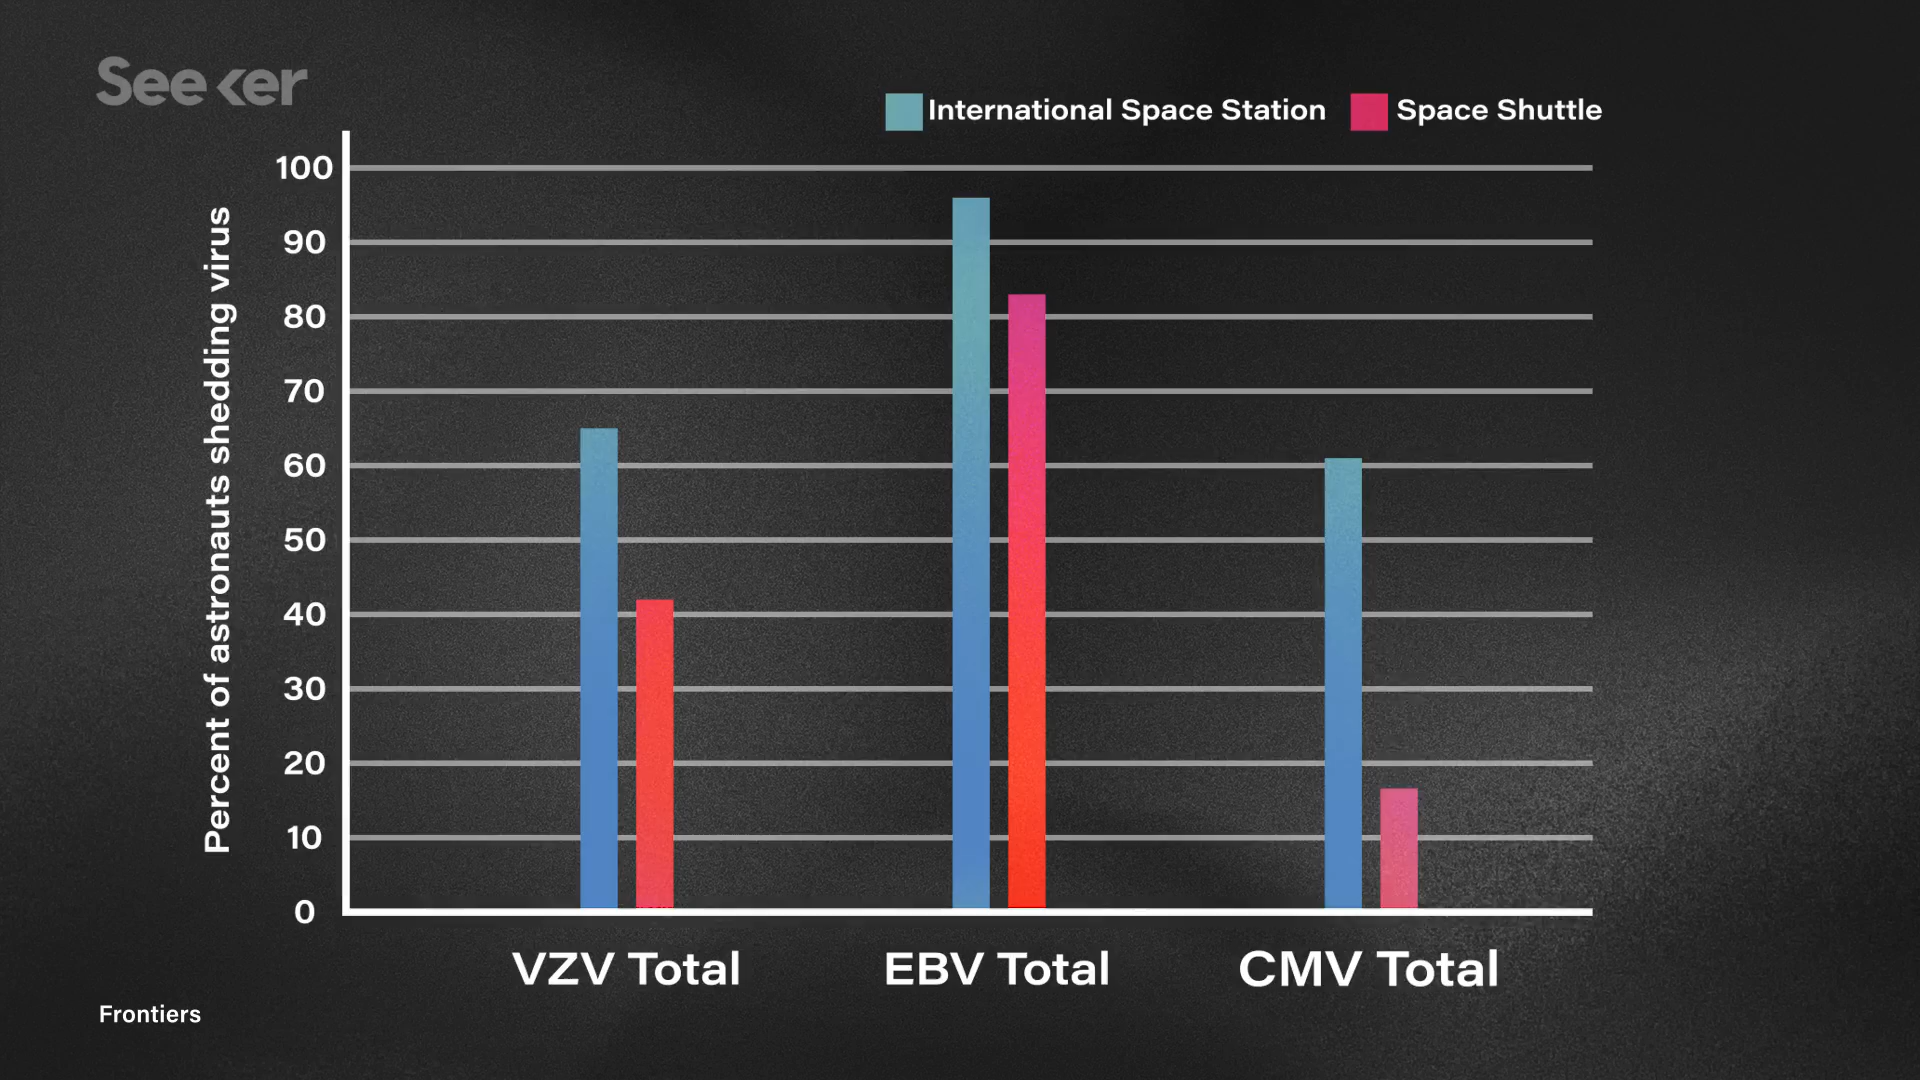 Seeker
International Space Station
Space Shuttle
Percent of astronauts shedding virus
100
90
80
70
60
50
40
30
20
10
0
VZV Total
EBV Total
CMV Total
Frontiers